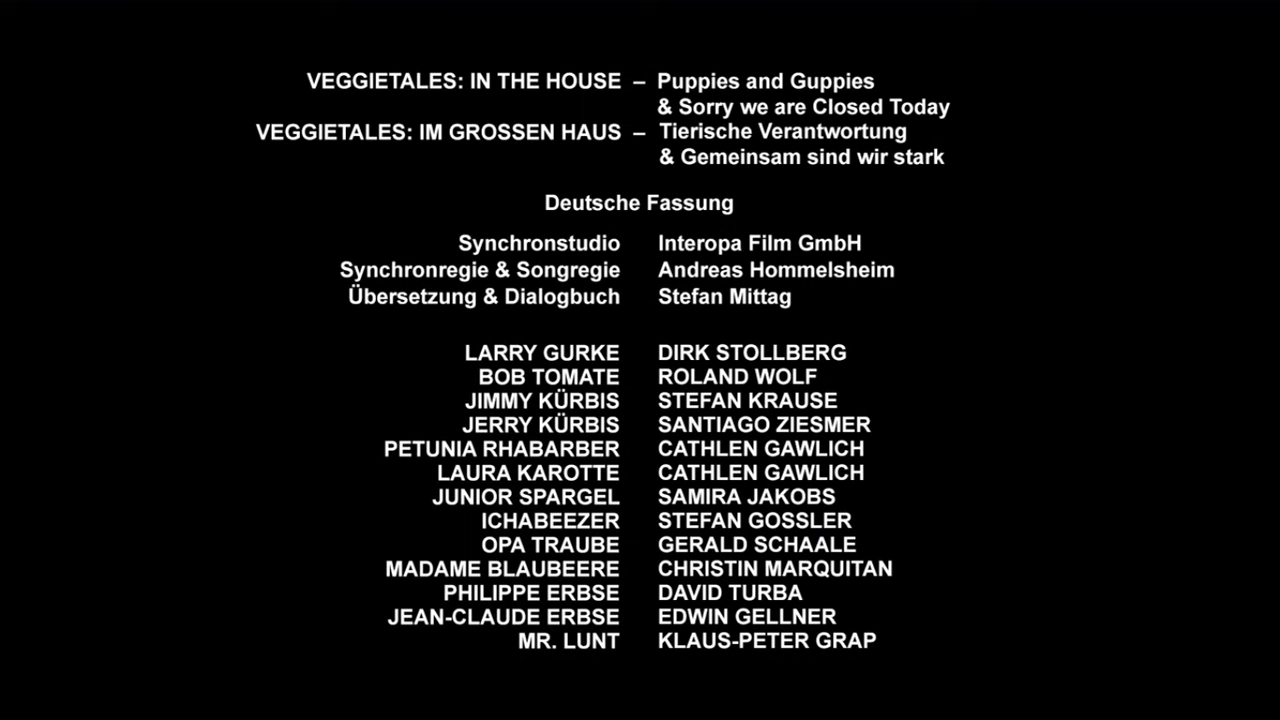 VEGGIETALES: IN THE HOUSE – Puppies and Guppies
& Sorry we are Closed Today
VEGGIETALES: IM GROSSEN HAUS – Tierische Verantwortung
& Gemeinsam sind wir stark
Deutsche Fassung
Synchronstudio Interopa Film GmbH
Synchronregie & Songregie Andreas Hommelsheim
Übersetzung & Dialogbuch Stefan Mittag
LARRY GURKE DIRK STOLLBERG
BOB TOMATE ROLAND WOLF
JIMMY KÜRBIS STEFAN KRAUSE
JERRY KÜRBIS SANTIAGO ZIESMER
PETUNIA RHABARBER CATHLEN GAWLICH
LAURA KAROTTE CATHLEN GAWLICH
JUNIOR SPARGEL SAMIRA JAKOBS
ICHABEEZER STEFAN GOSSLER
OPA TRAUBE GERALD SCHAALE
MADAME BLAUBEERE CHRISTIN MARQUITAN
PHILIPPE ERBSE DAVID TURBA
JEAN-CLAUDE ERBSE EDWIN GELLNER
MR. LUNT KLAUS-PETER GRAP